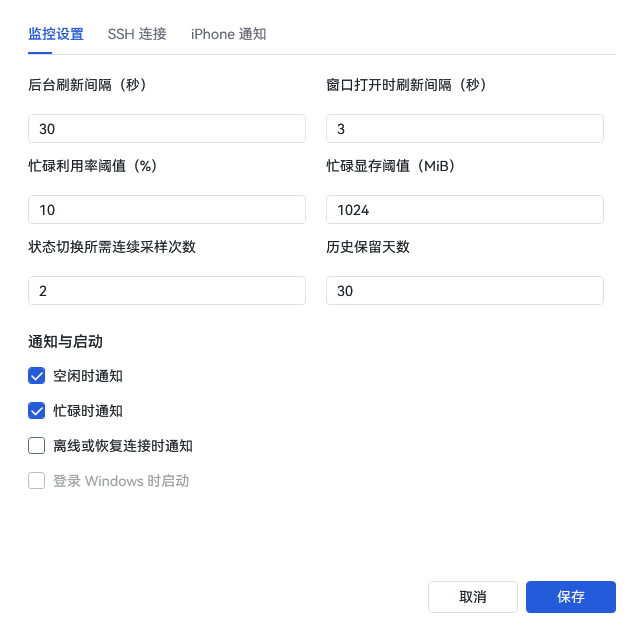 监控设置 SSH 连接 iPhone 通知
后台刷新间隔（秒） 窗口打开时刷新间隔（秒）
30 3
忙碌利用率阈值（%） 忙碌显存阈值（MiB）
10 1024
状态切换所需连续采样次数 历史保留天数
2 30
通知与启动
空闲时通知
忙碌时通知
离线或恢复连接时通知
登录 Windows 时启动
取消 保存